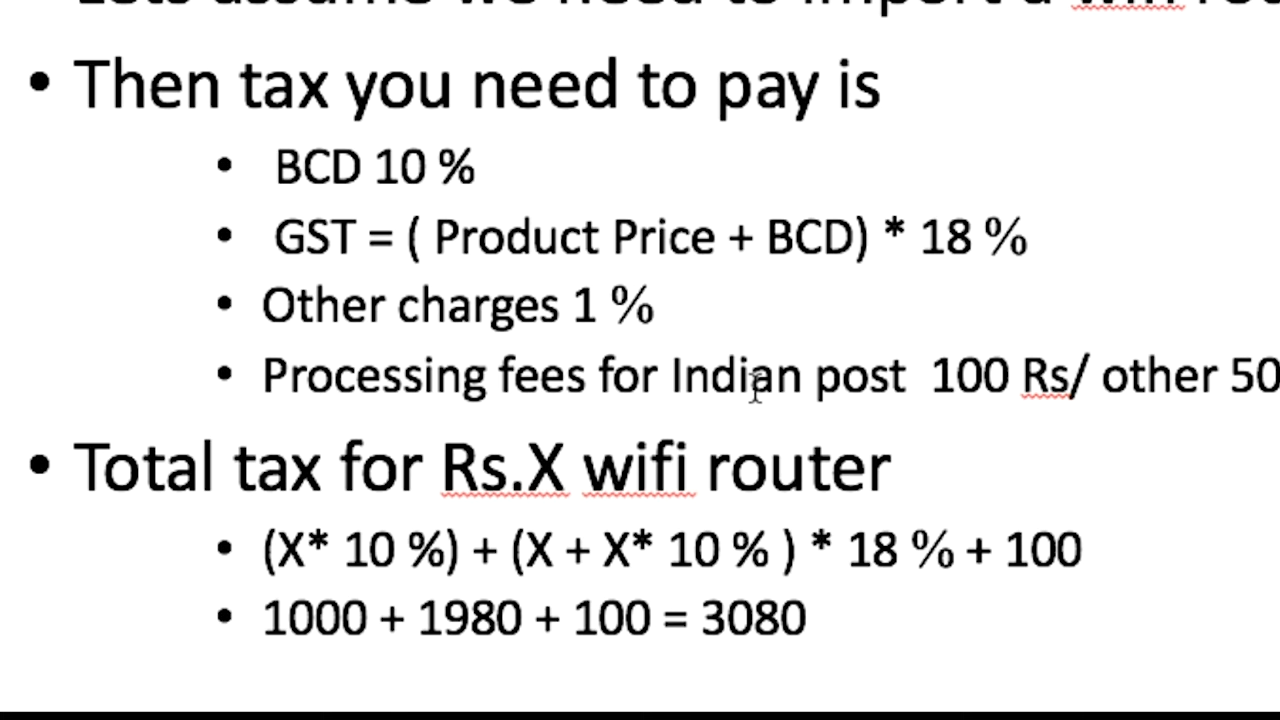 • Then tax you need to pay is
• BCD 10 %
• GST = ( Product Price + BCD) * 18 %
• Other charges 1 %
• Processing fees for Indian post 100 Rs/ other 50
• Total tax for Rs.X wifi router
• (X* 10 %) + (X + X* 10 % ) * 18 % + 100
• 1000 + 1980 + 100 = 3080